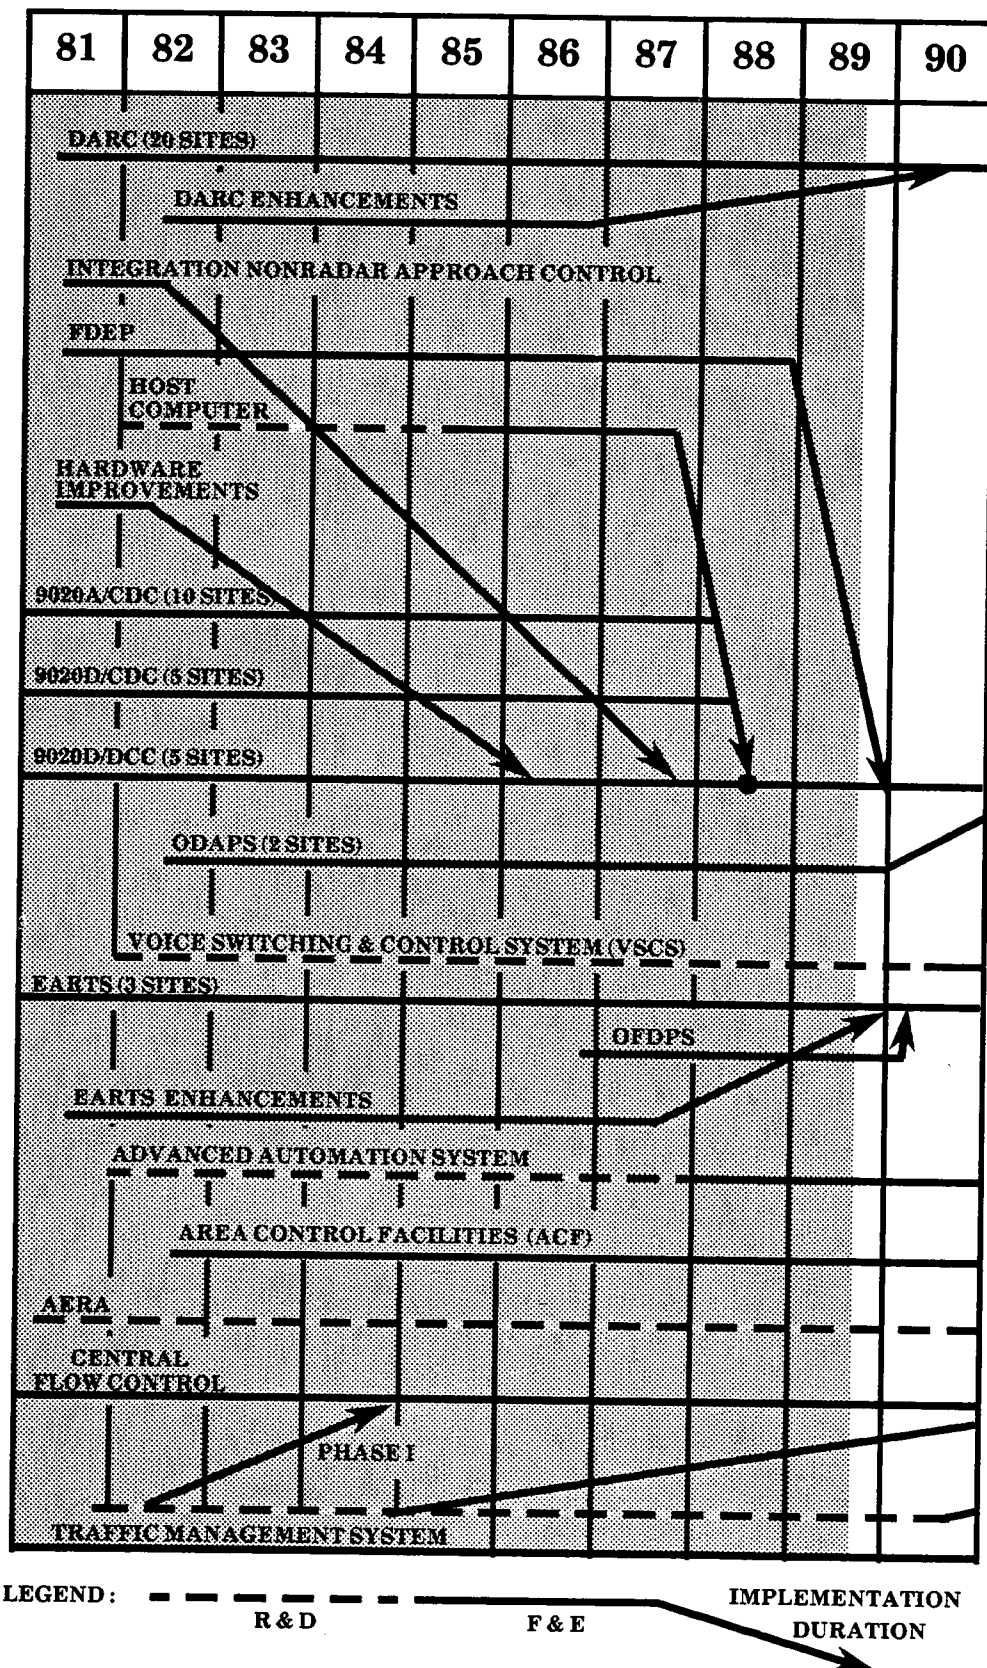 81 82 83 84 85 86 87 88 89 90
DARC (20 SITES)
DARC ENHANCEMENTS
INTEGRATION NONRADAR APPROACH CONTROL
FDEP
HOST
COMPUTER
HARDWARE
IMPROVEMENTS
9020A/CDC (10 SITES)
9020D/CDC (5 SITES)
9020D/DCC (5 SITES)
ODAPS (2 SITES)
VOICE SWITCHING & CONTROL SYSTEM (VSCS)
EARTS (3 SITES)
OFDPS
EARTS ENHANCEMENTS
ADVANCED AUTOMATION SYSTEM
AREA CONTROL FACILITIES (ACF)
AERA
CENTRAL
FLOW CONTROL
PHASE I
TRAFFIC MANAGEMENT SYSTEM
LEGEND:
R & D
F & E
IMPLEMENTATION
DURATION